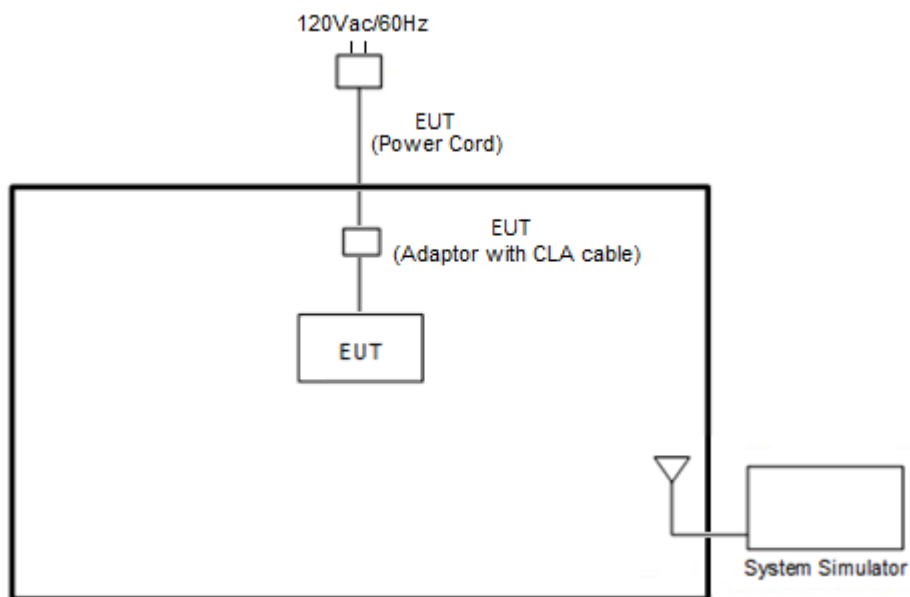 120Vac/60Hz
EUT
(Power Cord)
EUT
(Adaptor with CLA cable)
EUT
System Simulator